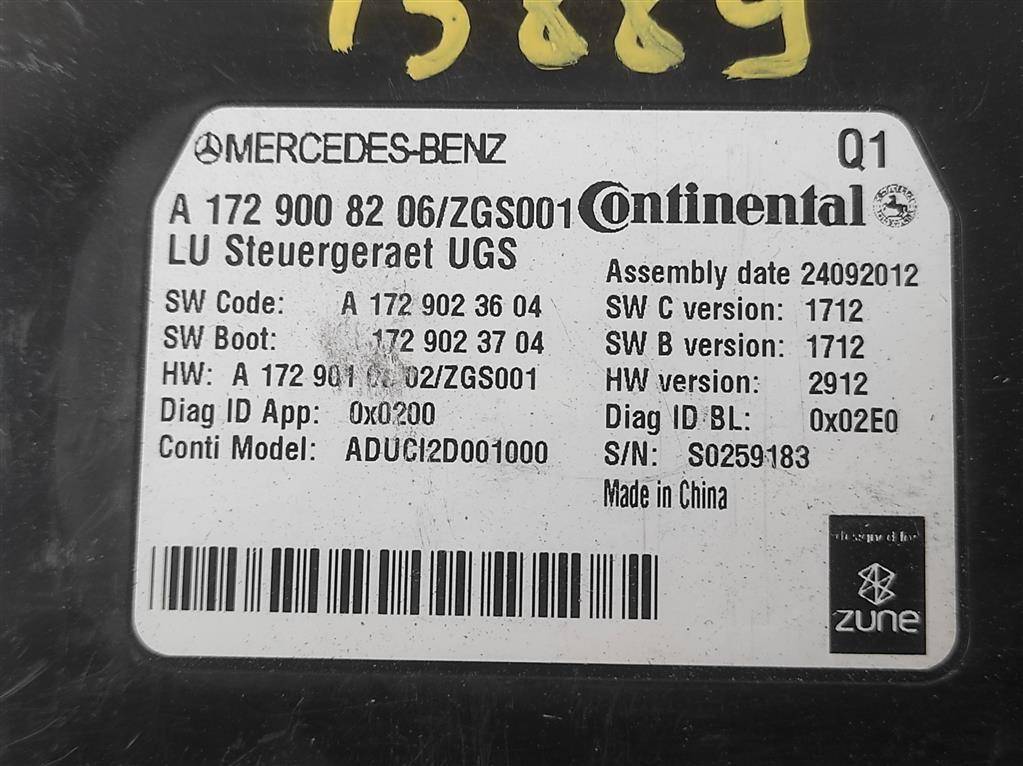 15889
MERCEDES-BENZ
Q1
A 172 900 82 06/ZGS001
Continental
LU Steuergeraet UGS
Assembly date 24092012
SW Code: A 172 902 36 04
SW C version: 1712
SW Boot: 172 902 37 04
SW B version: 1712
HW: A 172 901 02/ZGS001
HW version: 2912
Diag ID App: 0x0200
Diag ID BL: 0x02E0
Conti Model: ADUCI2D001000
S/N: S0259183
Made in China
designed for
zune